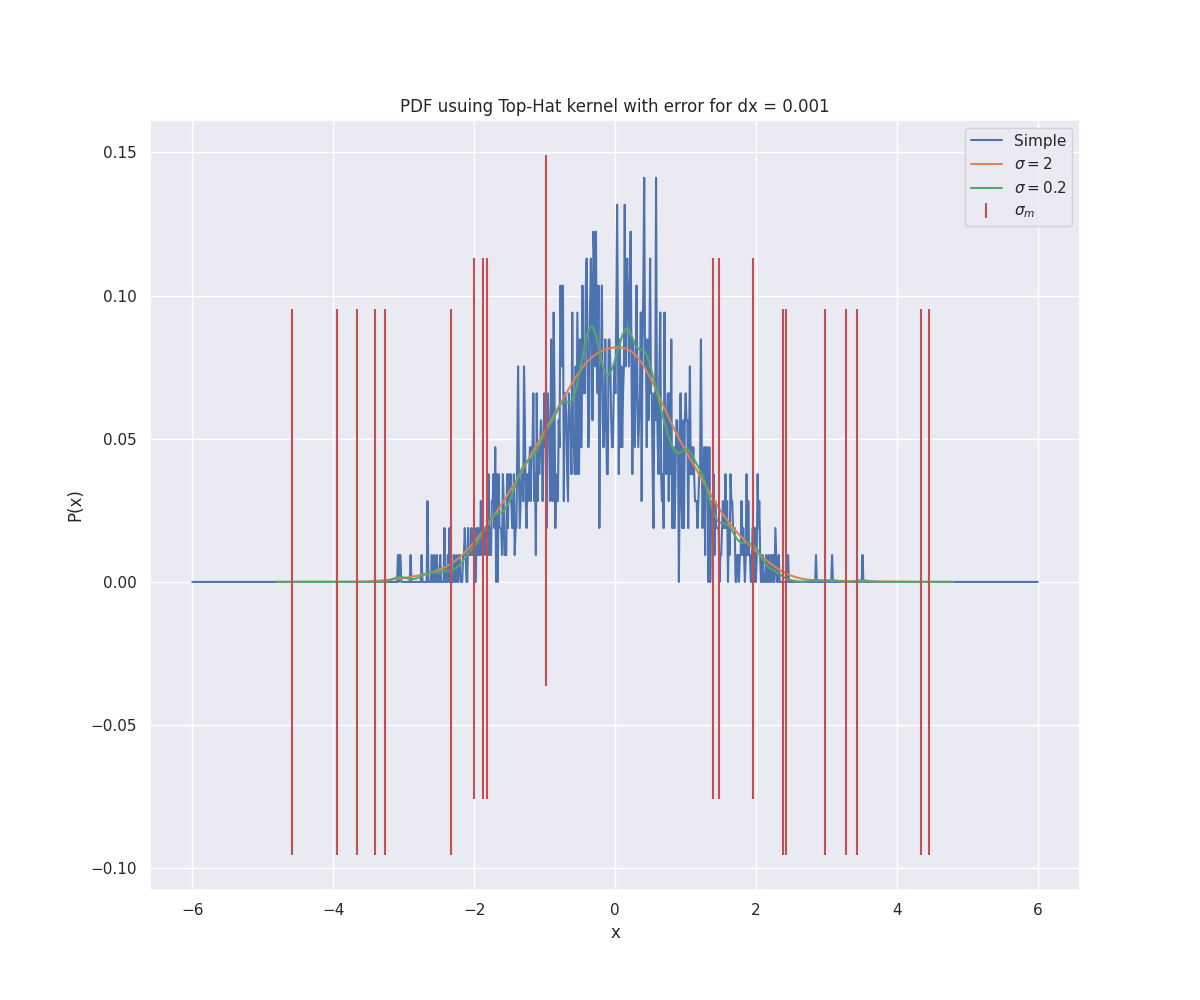 PDF usuing Top-Hat kernel with error for dx = 0.001
Simple
σ = 2
σ = 0.2
σₘ
0.15
0.10
0.05
0.00
−0.05
−0.10
P(x)
−6
−4
−2
0
2
4
6
x